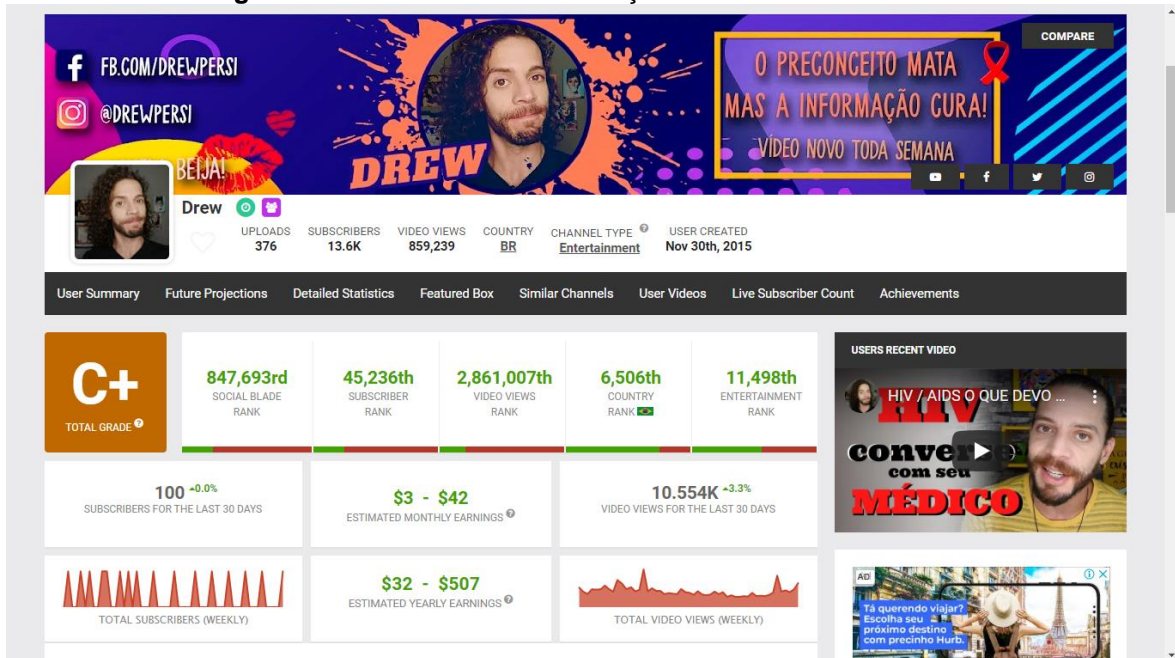 COMPARE
FB.COM/DREWPERSI
@DREWPERSI
BEIJA!
DREW
O PRECONCEITO MATA
MAS A INFORMAÇÃO CURA!
VÍDEO NOVO TODA SEMANA
Drew
UPLOADS
376
SUBSCRIBERS
13.6K
VIDEO VIEWS
859,239
COUNTRY
BR
CHANNEL TYPE
Entertainment
USER CREATED
Nov 30th, 2015
User Summary Future Projections Detailed Statistics Featured Box Similar Channels User Videos Live Subscriber Count Achievements
C+
TOTAL GRADE
847,693rd
SOCIAL BLADE
RANK
45,236th
SUBSCRIBER
RANK
2,861,007th
VIDEO VIEWS
RANK
6,506th
COUNTRY
RANK
11,498th
ENTERTAINMENT
RANK
USERS RECENT VIDEO
HIV / AIDS O QUE DEVO ...
HIV
com seu
MÉDICO
100 0.0%
SUBSCRIBERS FOR THE LAST 30 DAYS
$3 - $42
ESTIMATED MONTHLY EARNINGS
10.554K 3.3%
VIDEO VIEWS FOR THE LAST 30 DAYS
TOTAL SUBSCRIBERS (WEEKLY)
$32 - $507
ESTIMATED YEARLY EARNINGS
TOTAL VIDEO VIEWS (WEEKLY)
AD
Tá querendo viajar?
Escolha seu
próximo destino
com precinho Hurb.